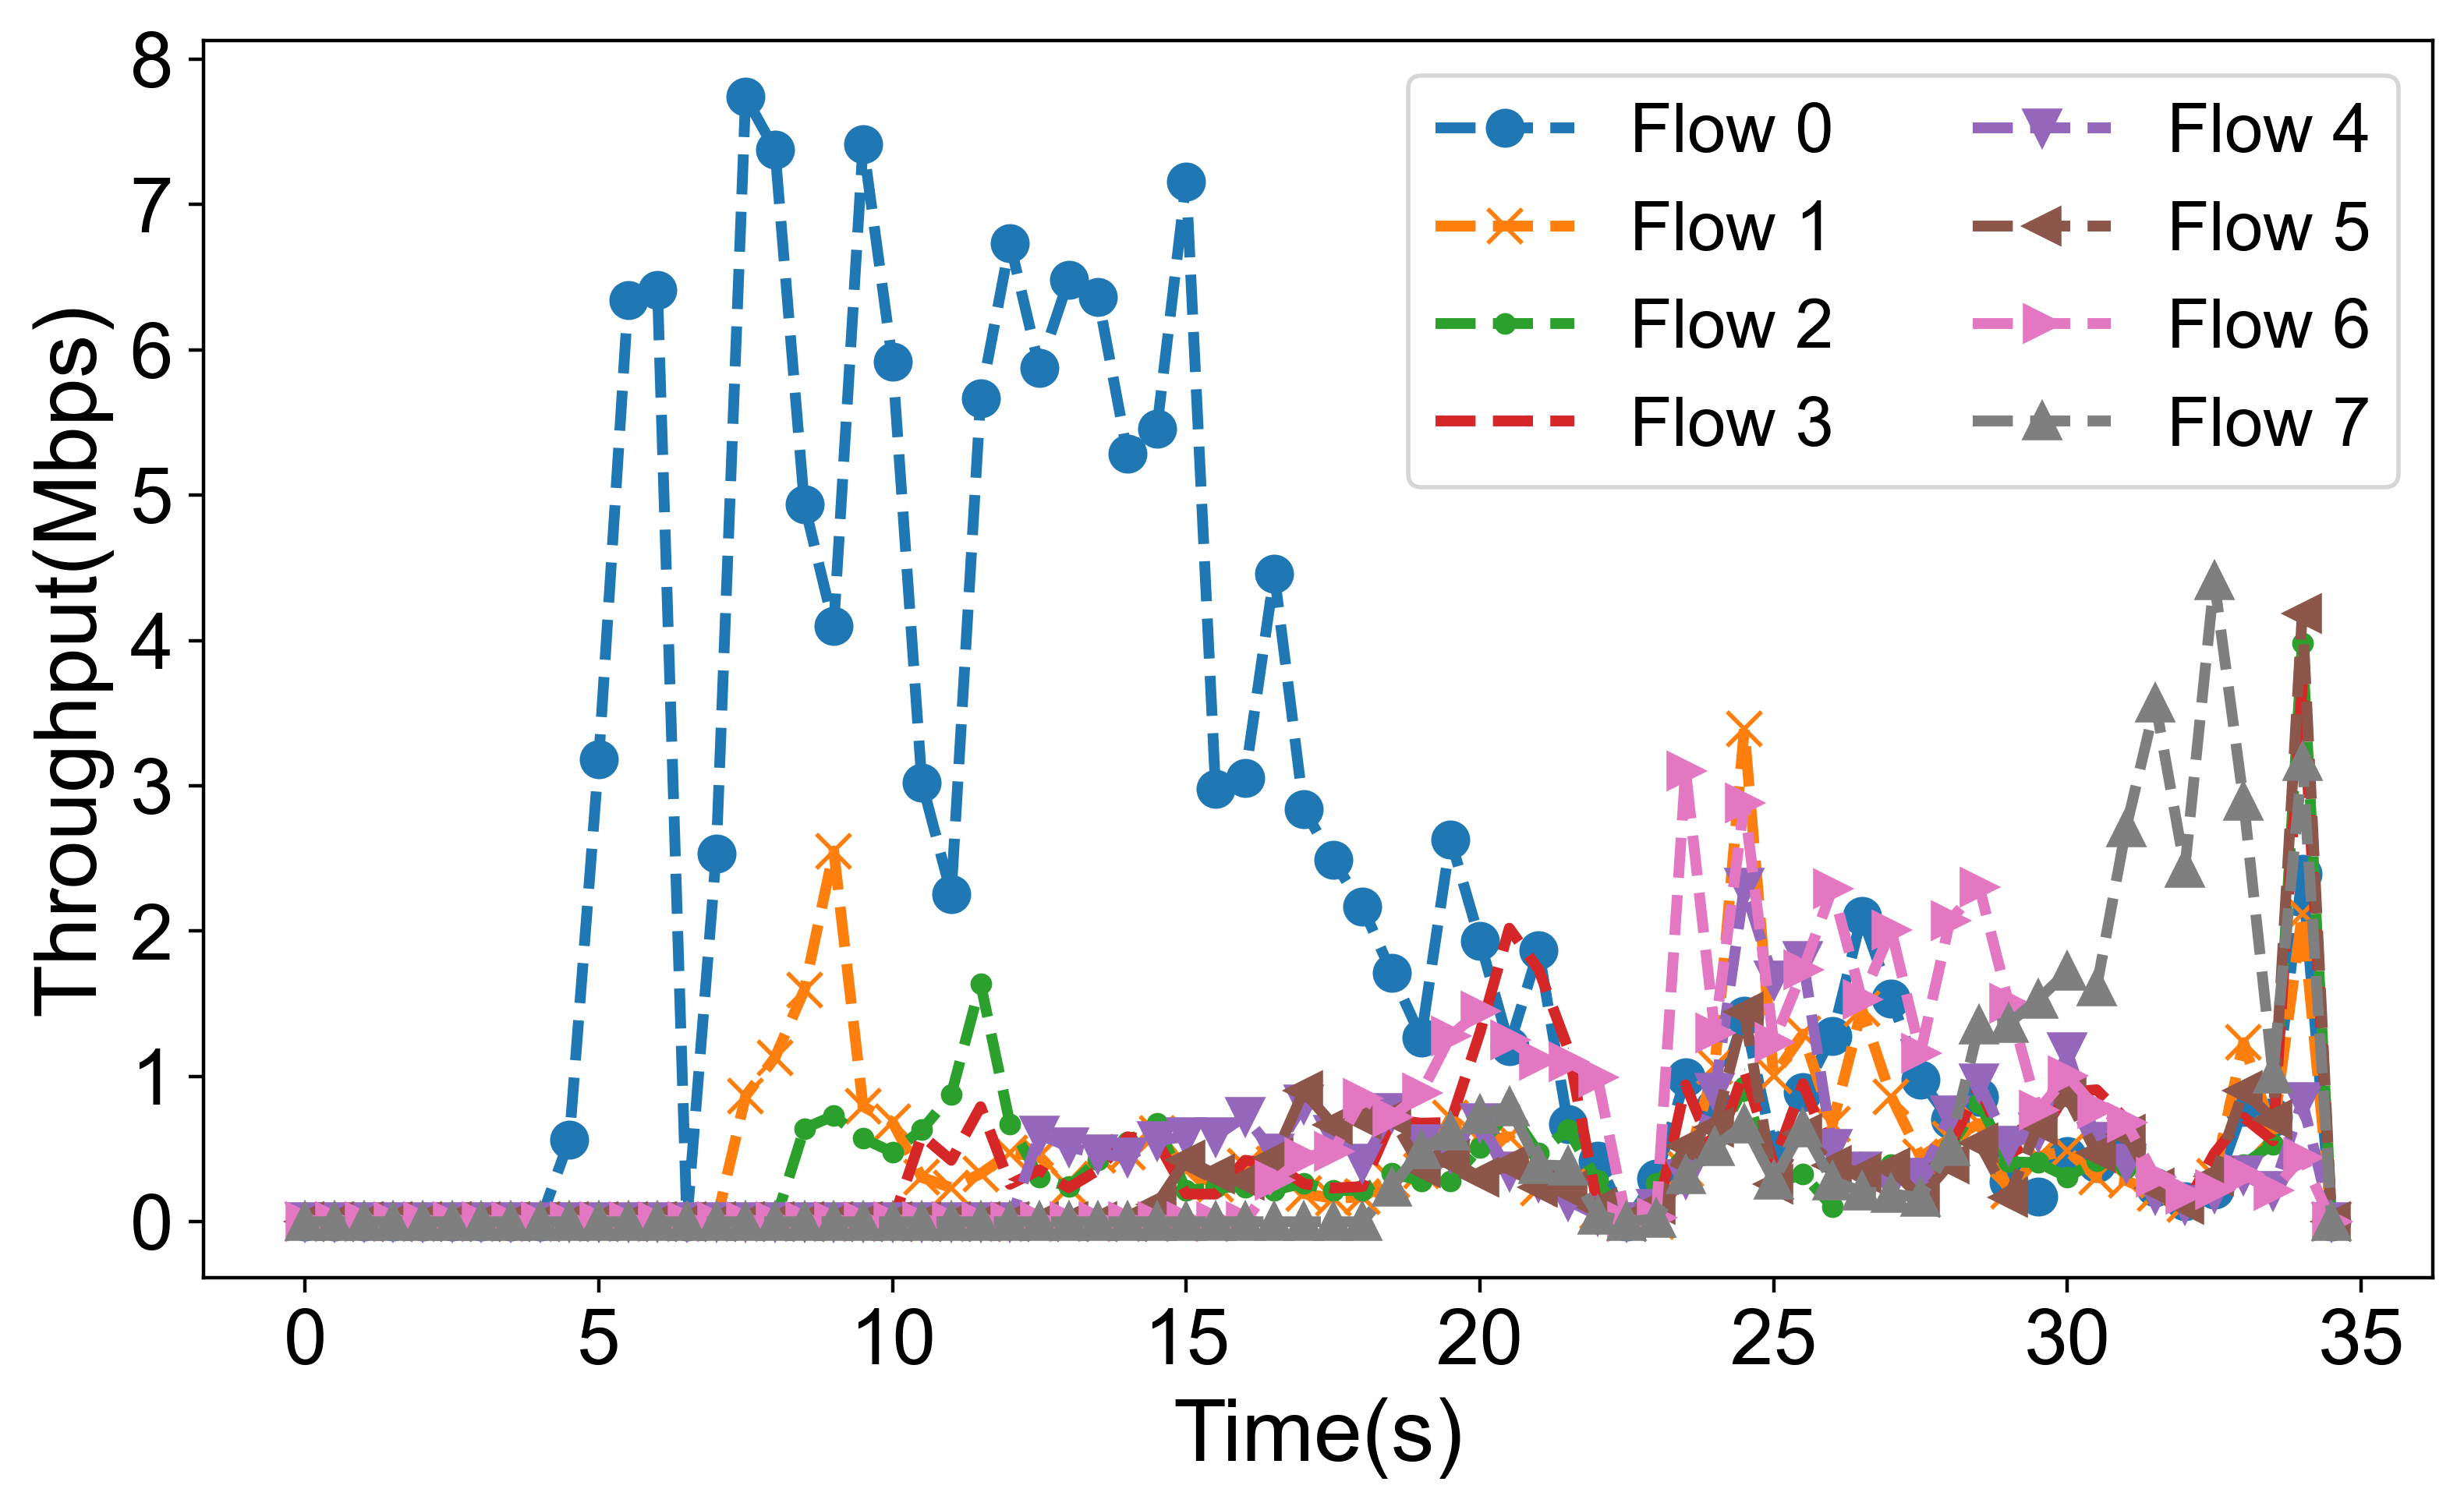 Throughput(Mbps)
8
7
6
5
4
3
2
1
0
Flow 0
Flow 1
Flow 2
Flow 3
Flow 4
Flow 5
Flow 6
Flow 7
0 5 10 15 20 25 30 35
Time(s)